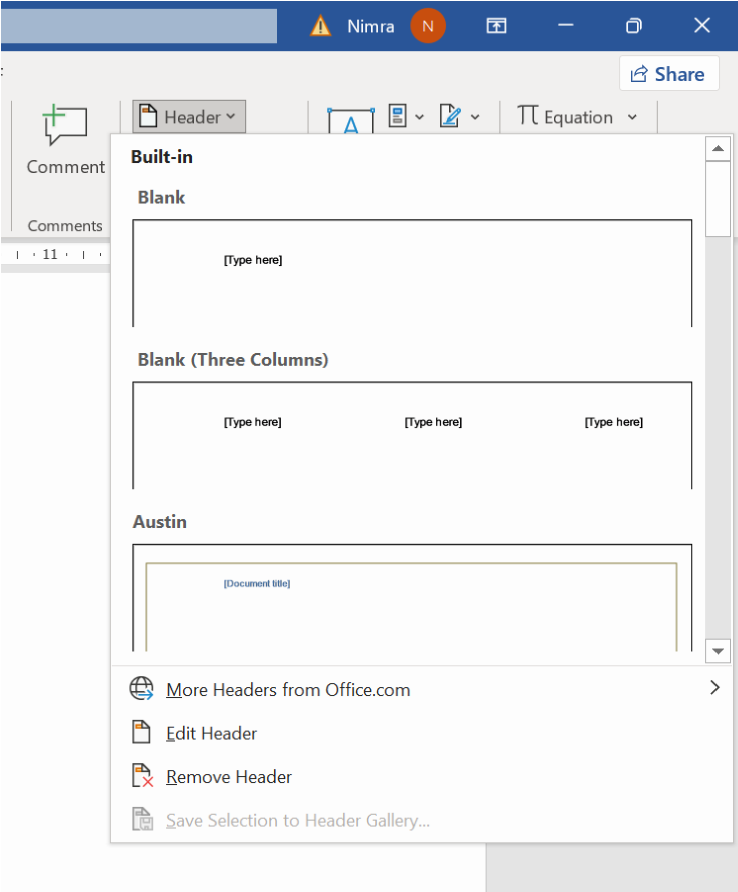 Nimra N
Share
Header
A
Equation
Comment
Comments
11
Built-in
Blank
[Type here]
Blank (Three Columns)
[Type here] [Type here] [Type here]
Austin
[Document title]
More Headers from Office.com
Edit Header
Remove Header
Save Selection to Header Gallery...